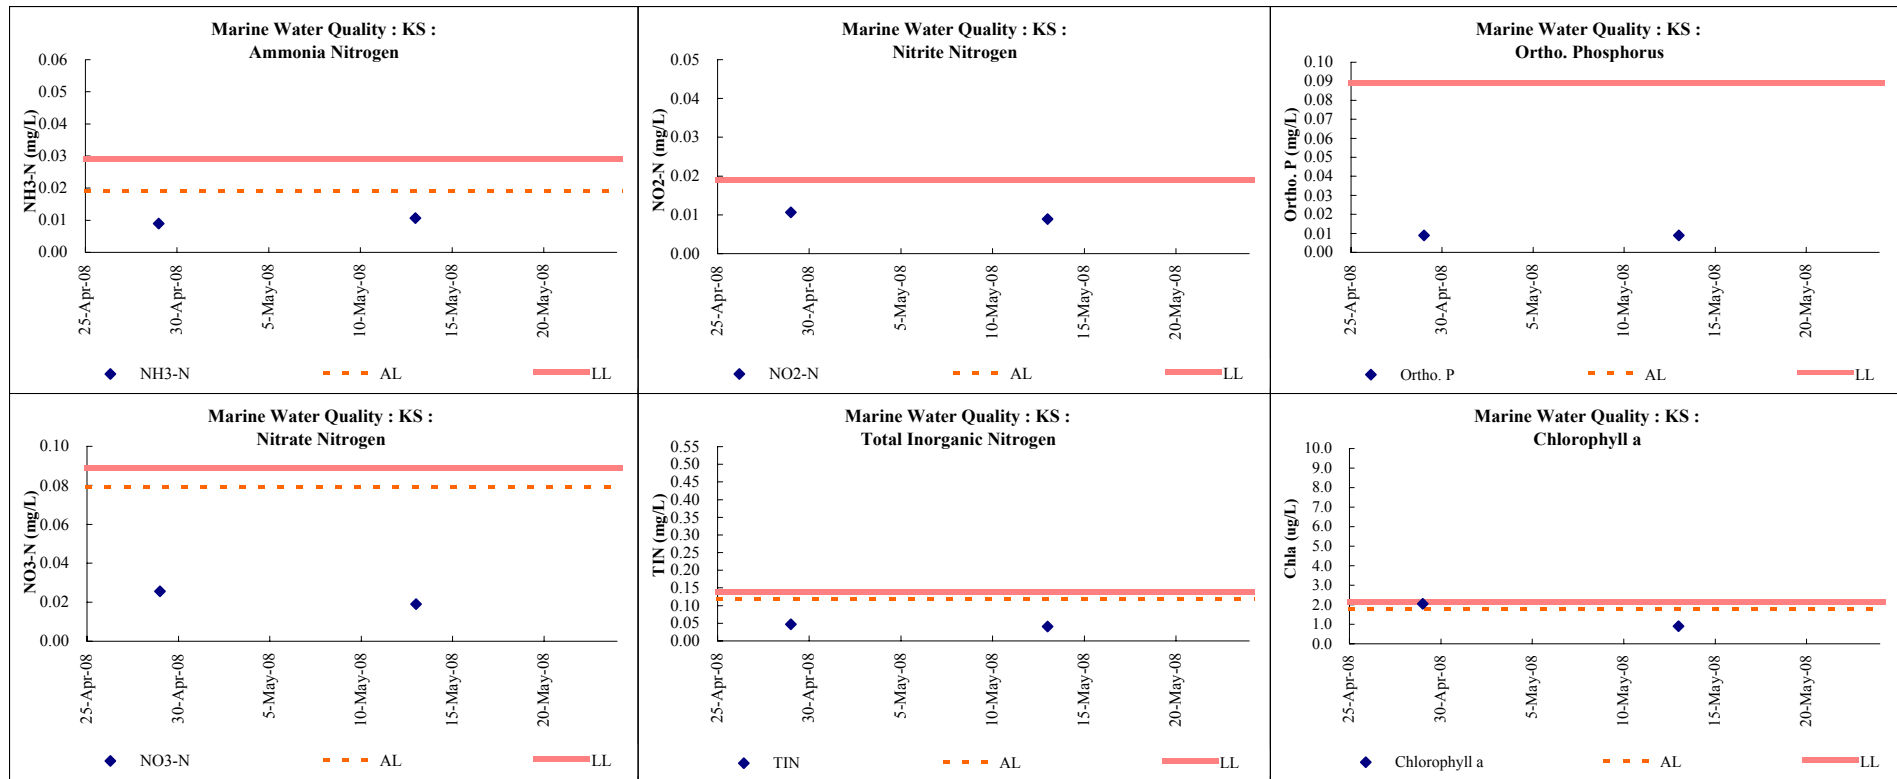 Marine Water Quality : KS :
Ammonia Nitrogen
0.06
0.05
0.04
0.03
0.02
0.01
0.00
NH3-N (mg/L)
25-Apr-08
30-Apr-08
5-May-08
10-May-08
15-May-08
20-May-08
NH3-N
AL
LL
Marine Water Quality : KS :
Nitrite Nitrogen
0.05
0.04
0.03
0.02
0.01
0.00
NO2-N (mg/L)
25-Apr-08
30-Apr-08
5-May-08
10-May-08
15-May-08
20-May-08
NO2-N
AL
LL
Marine Water Quality : KS :
Ortho. Phosphorus
0.10
0.09
0.08
0.07
0.06
0.05
0.04
0.03
0.02
0.01
0.00
Ortho. P (mg/L)
25-Apr-08
30-Apr-08
5-May-08
10-May-08
15-May-08
20-May-08
Ortho. P
AL
LL
Marine Water Quality : KS :
Nitrate Nitrogen
0.10
0.08
0.06
0.04
0.02
0.00
NO3-N (mg/L)
25-Apr-08
30-Apr-08
5-May-08
10-May-08
15-May-08
20-May-08
NO3-N
AL
LL
Marine Water Quality : KS :
Total Inorganic Nitrogen
0.55
0.50
0.45
0.40
0.35
0.30
0.25
0.20
0.15
0.10
0.05
0.00
TIN (mg/L)
25-Apr-08
30-Apr-08
5-May-08
10-May-08
15-May-08
20-May-08
TIN
AL
LL
Marine Water Quality : KS :
Chlorophyll a
10.0
9.0
8.0
7.0
6.0
5.0
4.0
3.0
2.0
1.0
0.0
Chla (ug/L)
25-Apr-08
30-Apr-08
5-May-08
10-May-08
15-May-08
20-May-08
Chlorophyll a
AL
LL